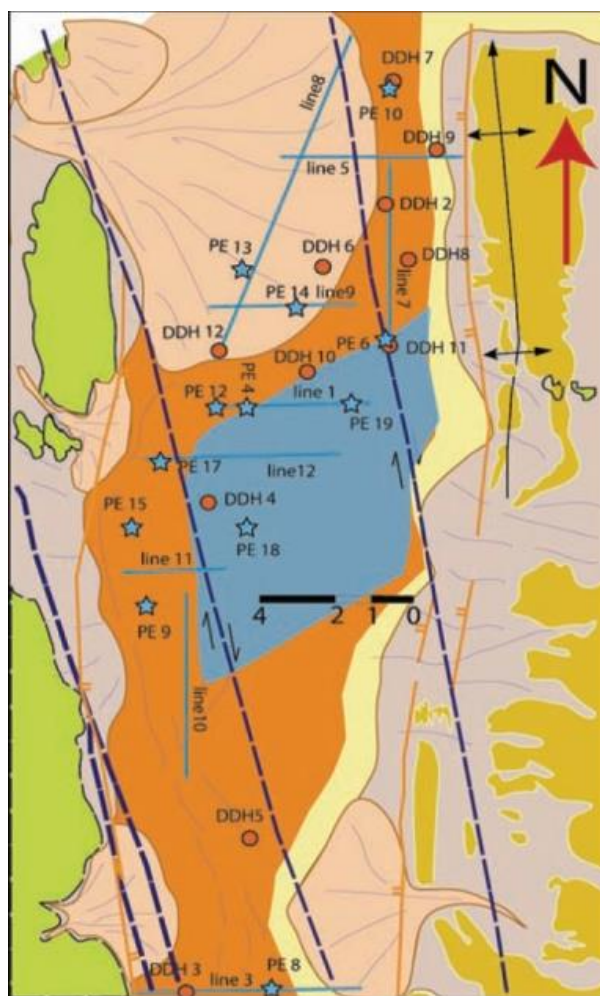 DDH 7
N
line8
PE 10
DDH 9
line 5
DDH 2
PE 13
DDH 6
DDH8
line 7
PE 14
line9
DDH 12
PE 6
DDH 11
DDH 10
PE 4
PE 12
line 1
PE 19
PE 17
line12
DDH 4
PE 15
PE 18
line 11
4 2 1 0
PE 9
line10
DDH5
DDH 3
line 3
PE 8